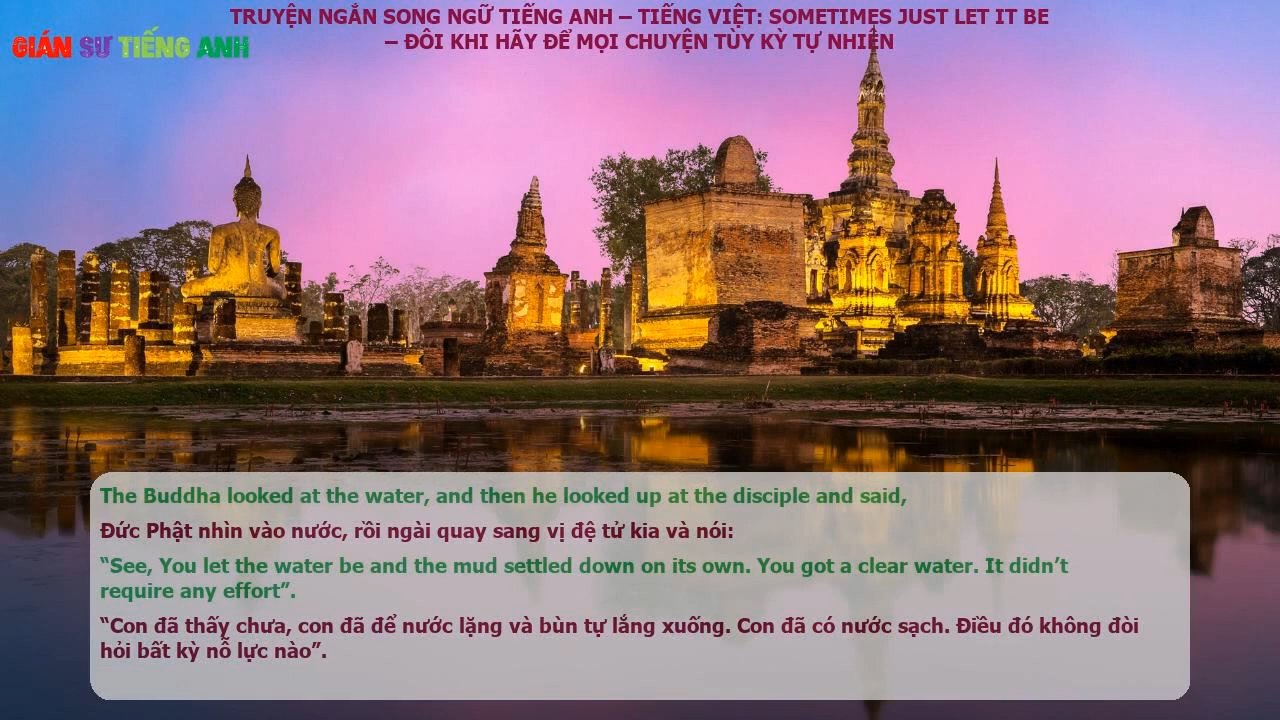 TRUYỆN NGẮN SONG NGỮ TIẾNG ANH – TIẾNG VIỆT: SOMETIMES JUST LET IT BE
– ĐÔI KHI HÃY ĐỂ MỌI CHUYỆN TÙY KỲ TỰ NHIÊN
GIÁN SƯ TIẾNG ANH
The Buddha looked at the water, and then he looked up at the disciple and said,
Đức Phật nhìn vào nước, rồi ngài quay sang vị đệ tử kia và nói:
“See, You let the water be and the mud settled down on its own. You got a clear water. It didn’t
require any effort”.
“Con đã thấy chưa, con đã để nước lặng và bùn tự lắng xuống. Con đã có nước sạch. Điều đó không đòi
hỏi bất kỳ nỗ lực nào”.